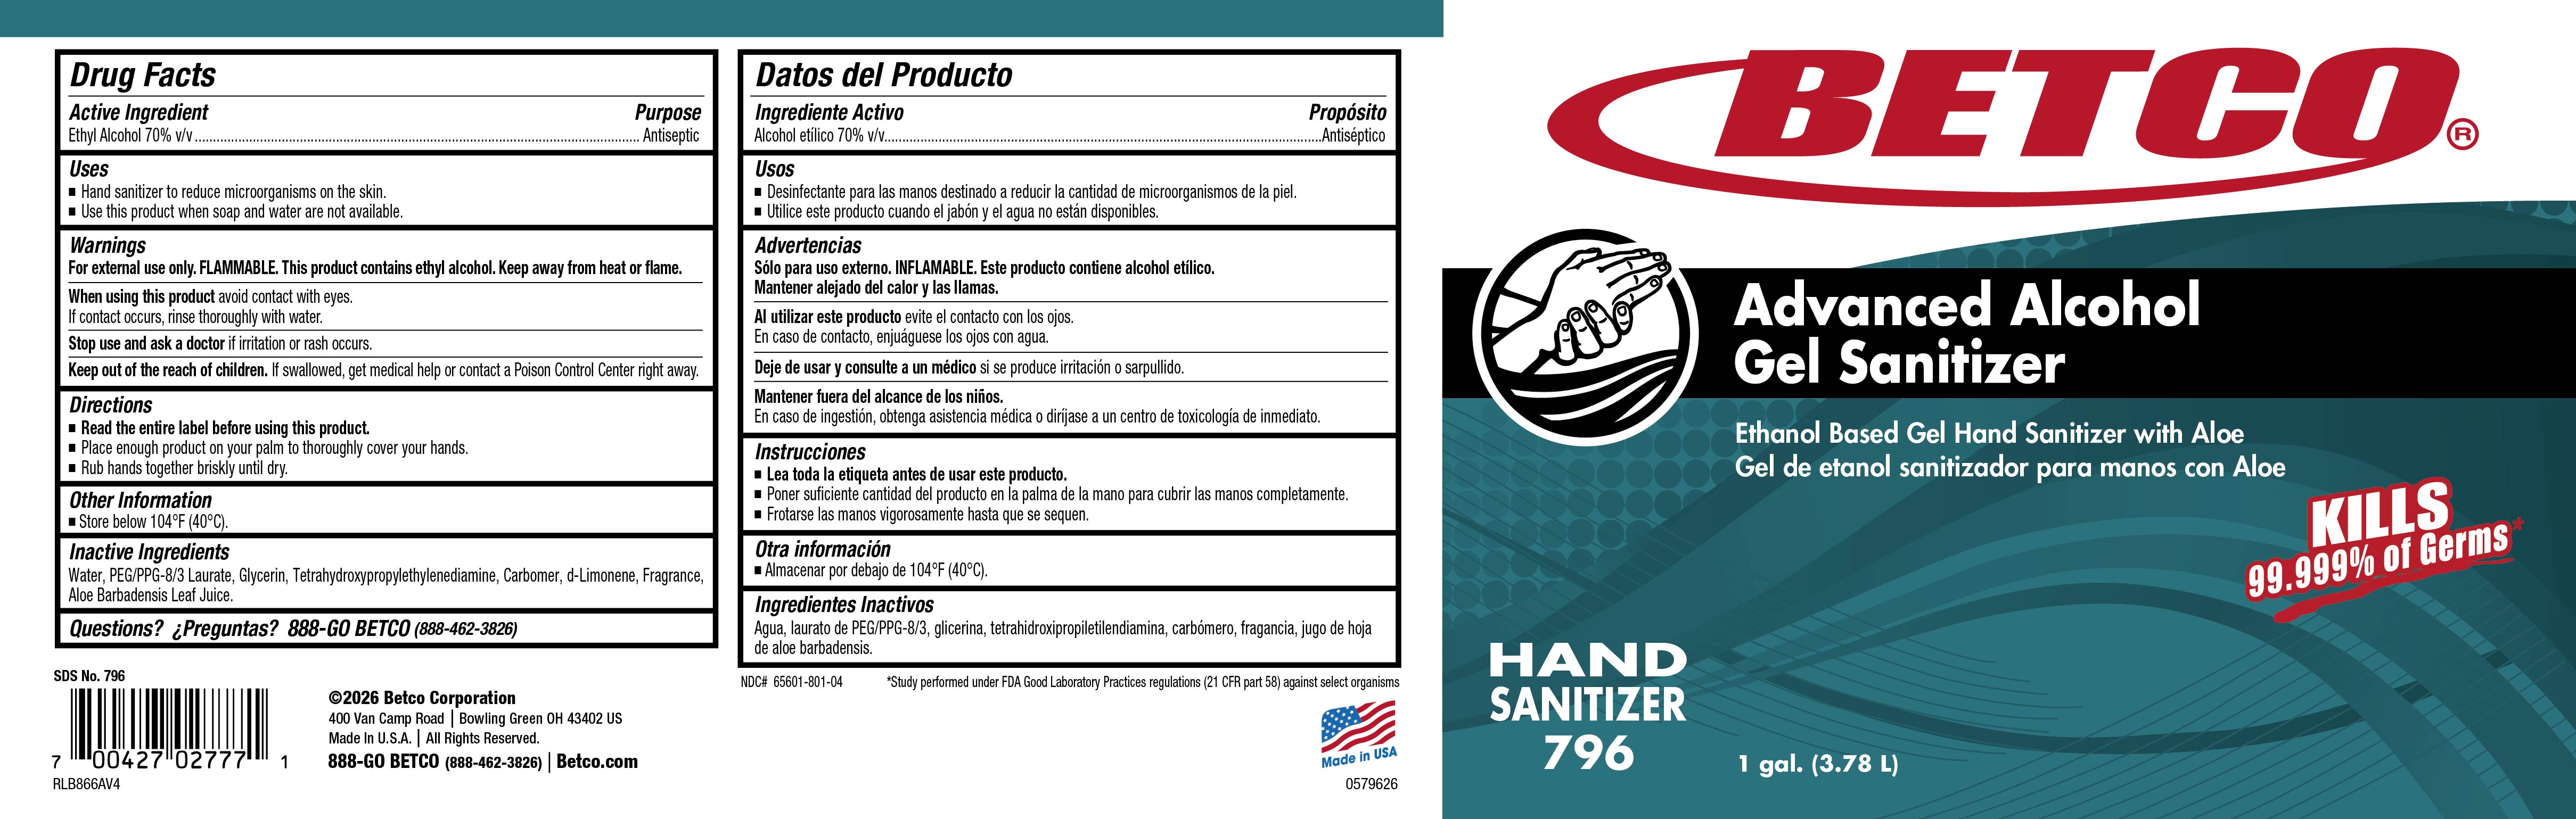 Drug Facts
Active Ingredient Purpose
Ethyl Alcohol 70% v/v........................................................................................................................ Antiseptic
Uses
▪ Hand sanitizer to reduce microorganisms on the skin.
▪ Use this product when soap and water are not available.
Warnings
For external use only. FLAMMABLE. This product contains ethyl alcohol. Keep away from heat or flame.
When using this product avoid contact with eyes.
If contact occurs, rinse thoroughly with water.
Stop use and ask a doctor if irritation or rash occurs.
Keep out of the reach of children. If swallowed, get medical help or contact a Poison Control Center right away.
Directions
▪ Read the entire label before using this product.
▪ Place enough product on your palm to thoroughly cover your hands.
▪ Rub hands together briskly until dry.
Other Information
▪ Store below 104°F (40°C).
Inactive Ingredients
Water, PEG/PPG-8/3 Laurate, Glycerin, Tetrahydroxypropylethylenediamine, Carbomer, d-Limonene, Fragrance,
Aloe Barbadensis Leaf Juice.
Questions? ¿Preguntas? 888-GO BETCO (888-462-3826)
SDS No. 796
7 00427 02777 1
RLB866AV4
©2026 Betco Corporation
400 Van Camp Road | Bowling Green OH 43402 US
Made In U.S.A. | All Rights Reserved.
888-GO BETCO (888-462-3826) | Betco.com
Datos del Producto
Ingrediente Activo Propósito
Alcohol etílico 70% v/v........................................................................................................................Antiséptico
Usos
▪ Desinfectante para las manos destinado a reducir la cantidad de microorganismos de la piel.
▪ Utilice este producto cuando el jabón y el agua no están disponibles.
Advertencias
Sólo para uso externo. INFLAMABLE. Este producto contiene alcohol etílico.
Mantener alejado del calor y las llamas.
Al utilizar este producto evite el contacto con los ojos.
En caso de contacto, enjuáguese los ojos con agua.
Deje de usar y consulte a un médico si se produce irritación o sarpullido.
Mantener fuera del alcance de los niños.
En caso de ingestión, obtenga asistencia médica o diríjase a un centro de toxicología de inmediato.
Instrucciones
▪ Lea toda la etiqueta antes de usar este producto.
▪ Poner suficiente cantidad del producto en la palma de la mano para cubrir las manos completamente.
▪ Frotarse las manos vigorosamente hasta que se sequen.
Otra información
▪ Almacenar por debajo de 104°F (40°C).
Ingredientes Inactivos
Agua, laurato de PEG/PPG-8/3, glicerina, tetrahidroxipropiletilendiamina, carbómero, fragancia, jugo de hoja
de aloe barbadensis.
NDC# 65601-801-04 *Study performed under FDA Good Laboratory Practices regulations (21 CFR part 58) against select organisms
Made in USA
0579626
BETCO®
Advanced Alcohol
Gel Sanitizer
Ethanol Based Gel Hand Sanitizer with Aloe
Gel de etanol sanitizador para manos con Aloe
KILLS
99.999% of Germs*
HAND
SANITIZER
796
1 gal. (3.78 L)